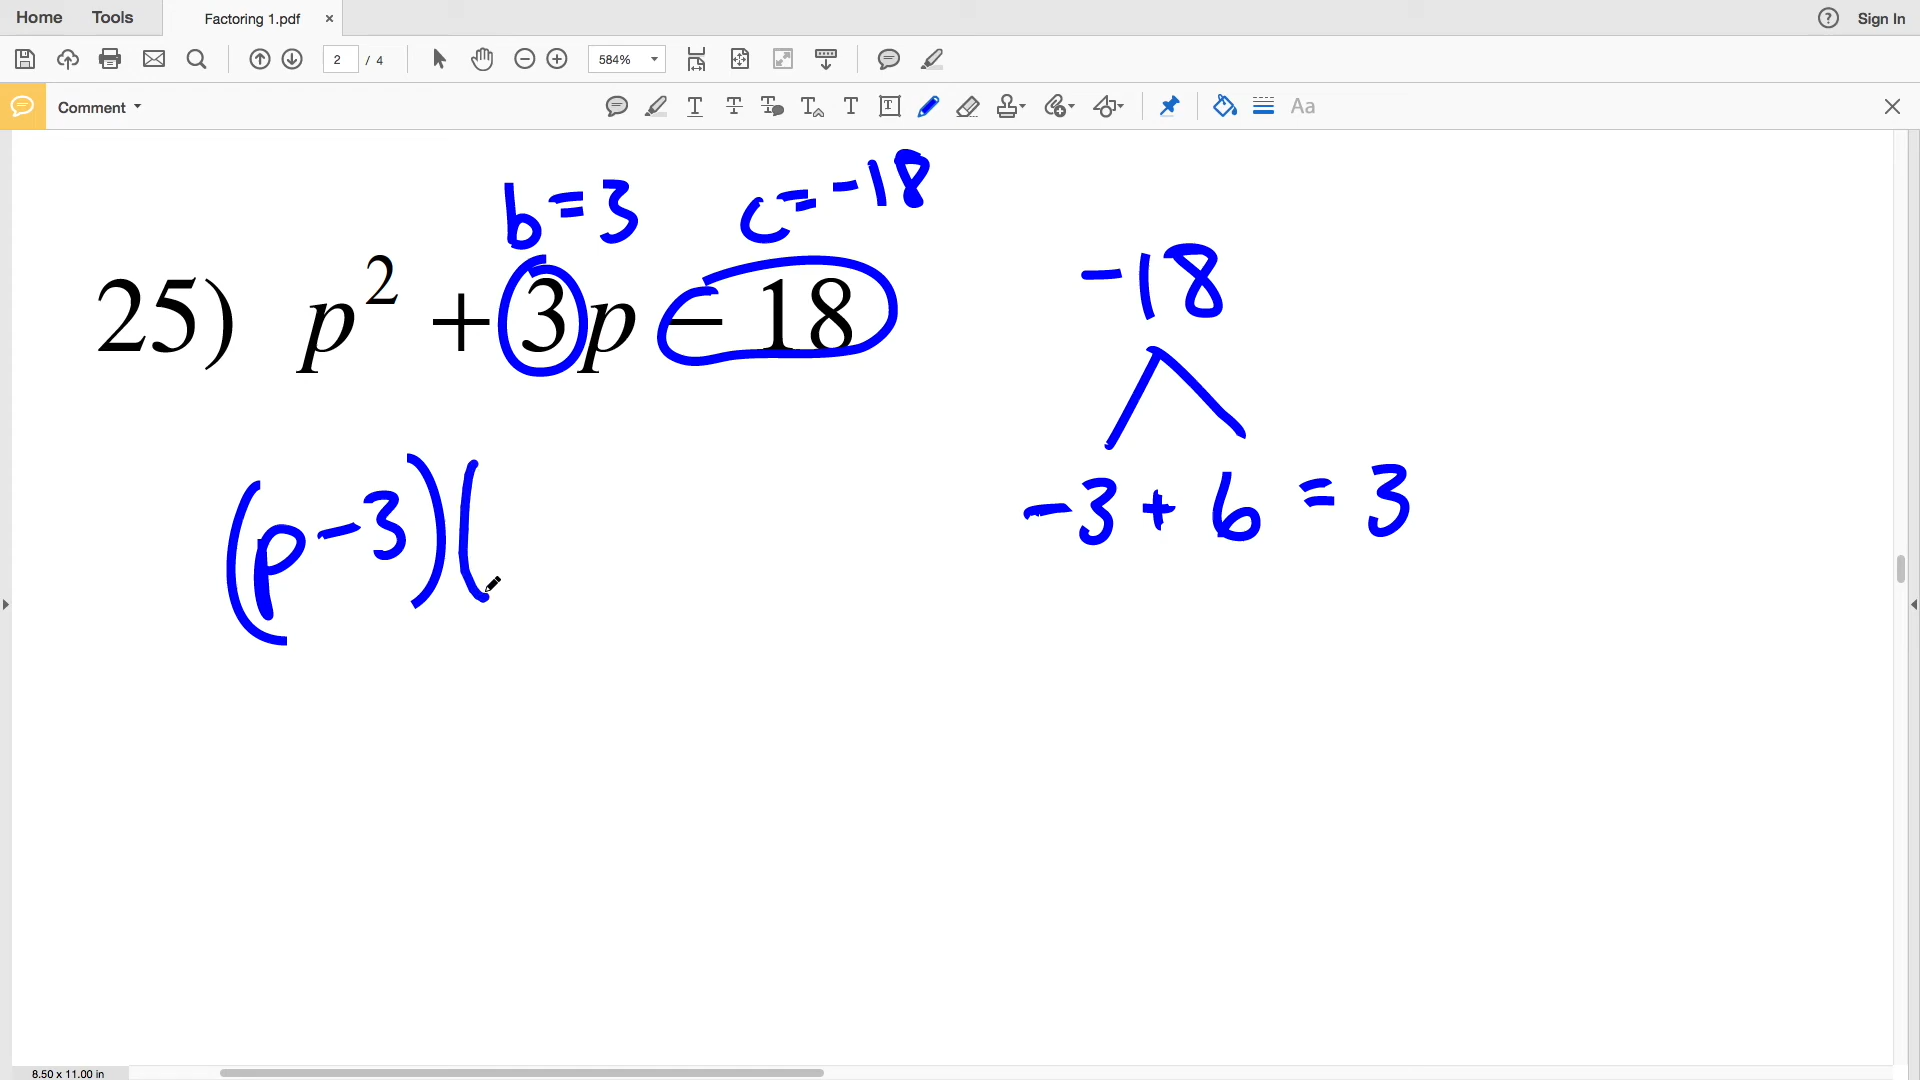 Home Tools Factoring 1.pdf × Sign In
2 / 4 584%
Comment Aa
b=3 c=-18
25) p² + 3p − 18
-18
-3 + 6 = 3
(p-3)(
8.50 x 11.00 in